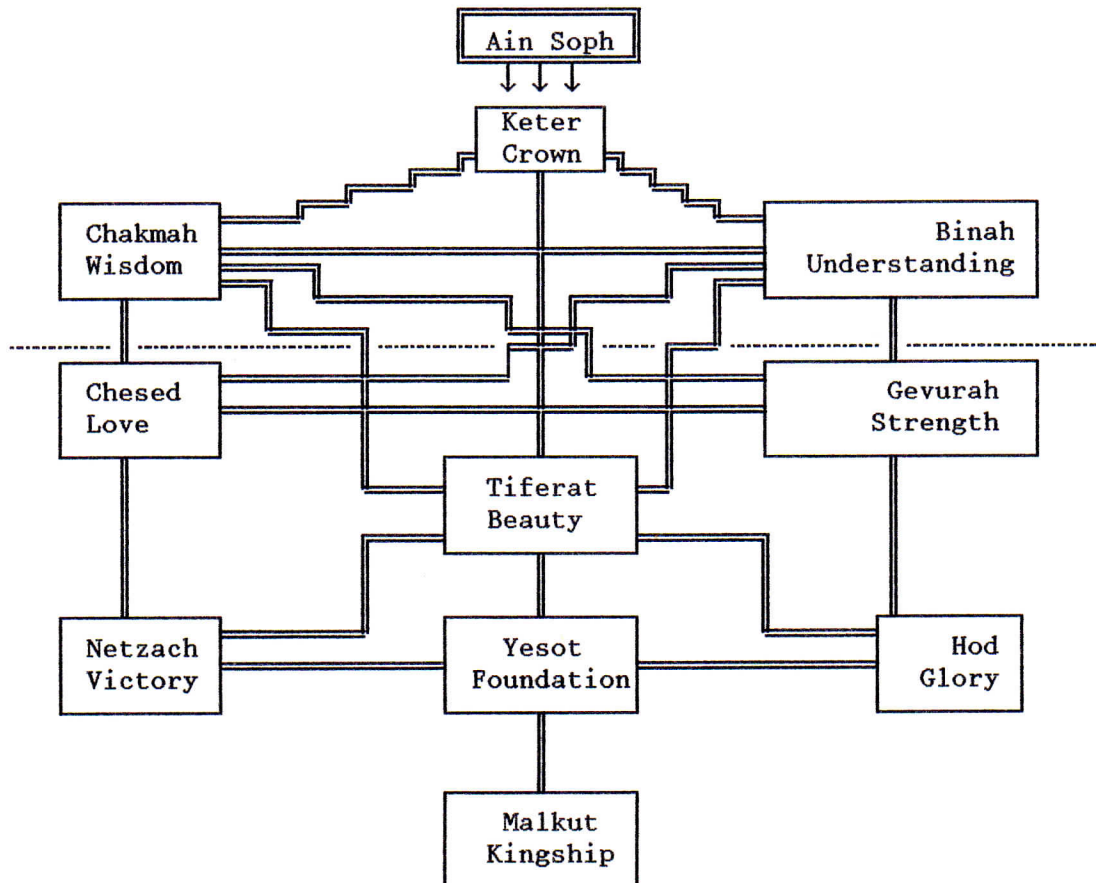 Ain Soph
Keter
Crown
Chakmah
Wisdom
Binah
Understanding
Chesed
Love
Gevurah
Strength
Tiferat
Beauty
Netzach
Victory
Yesot
Foundation
Hod
Glory
Malkut
Kingship